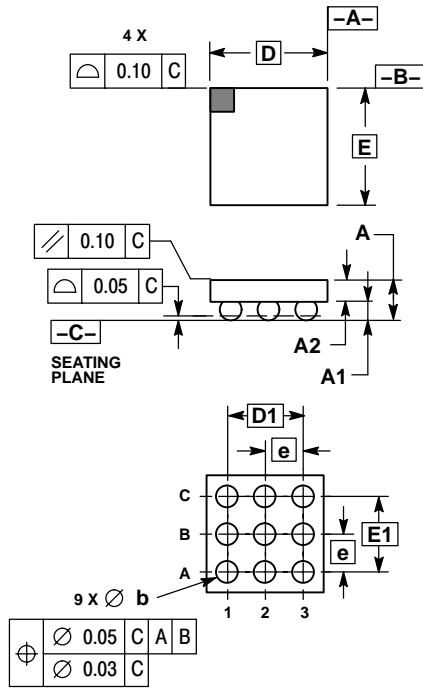 4 X
⌓ 0.10 C
D
–A–
–B–
E
// 0.10 C
⌓ 0.05 C
–C–
SEATING
PLANE
A
A2
A1
D1
e
C
B
A
E1
e
9 X ∅ b
1 2 3
⌖ ∅ 0.05 C A B
∅ 0.03 C